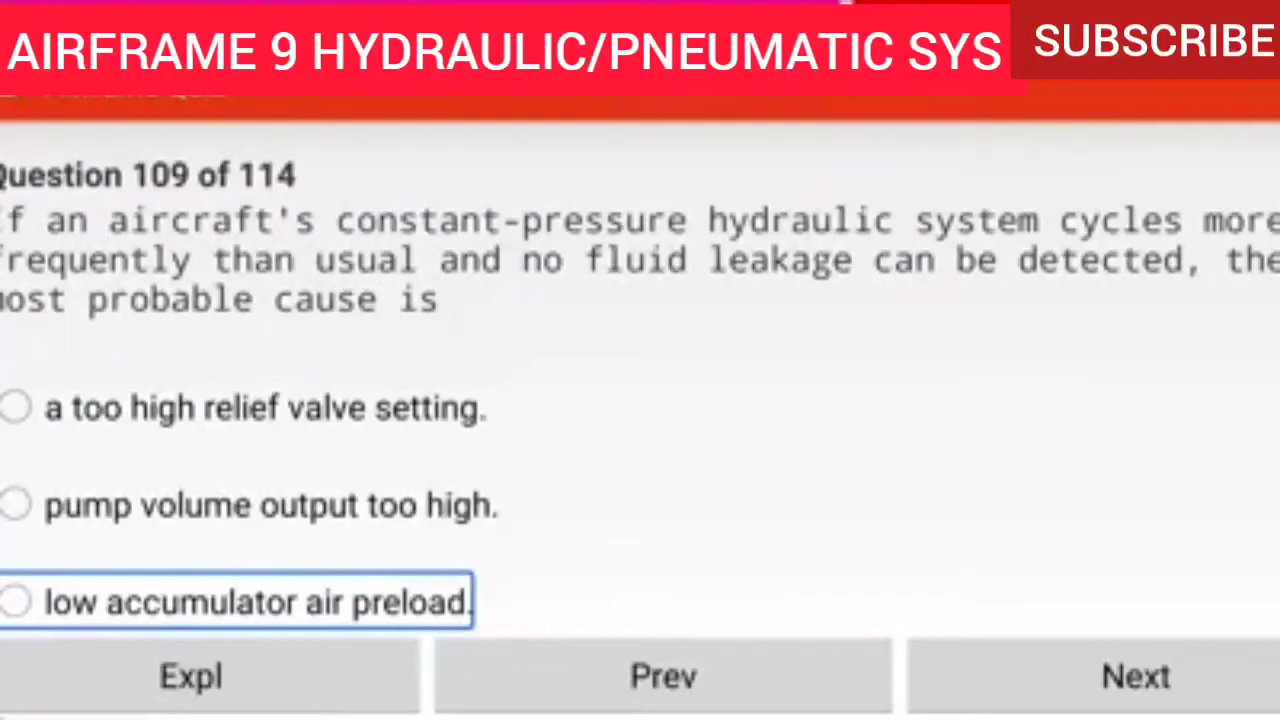 AIRFRAME 9 HYDRAULIC/PNEUMATIC SYS
SUBSCRIBE
Question 109 of 114
f an aircraft's constant-pressure hydraulic system cycles more
frequently than usual and no fluid leakage can be detected, the
most probable cause is
a too high relief valve setting.
pump volume output too high.
low accumulator air preload.
Expl
Prev
Next